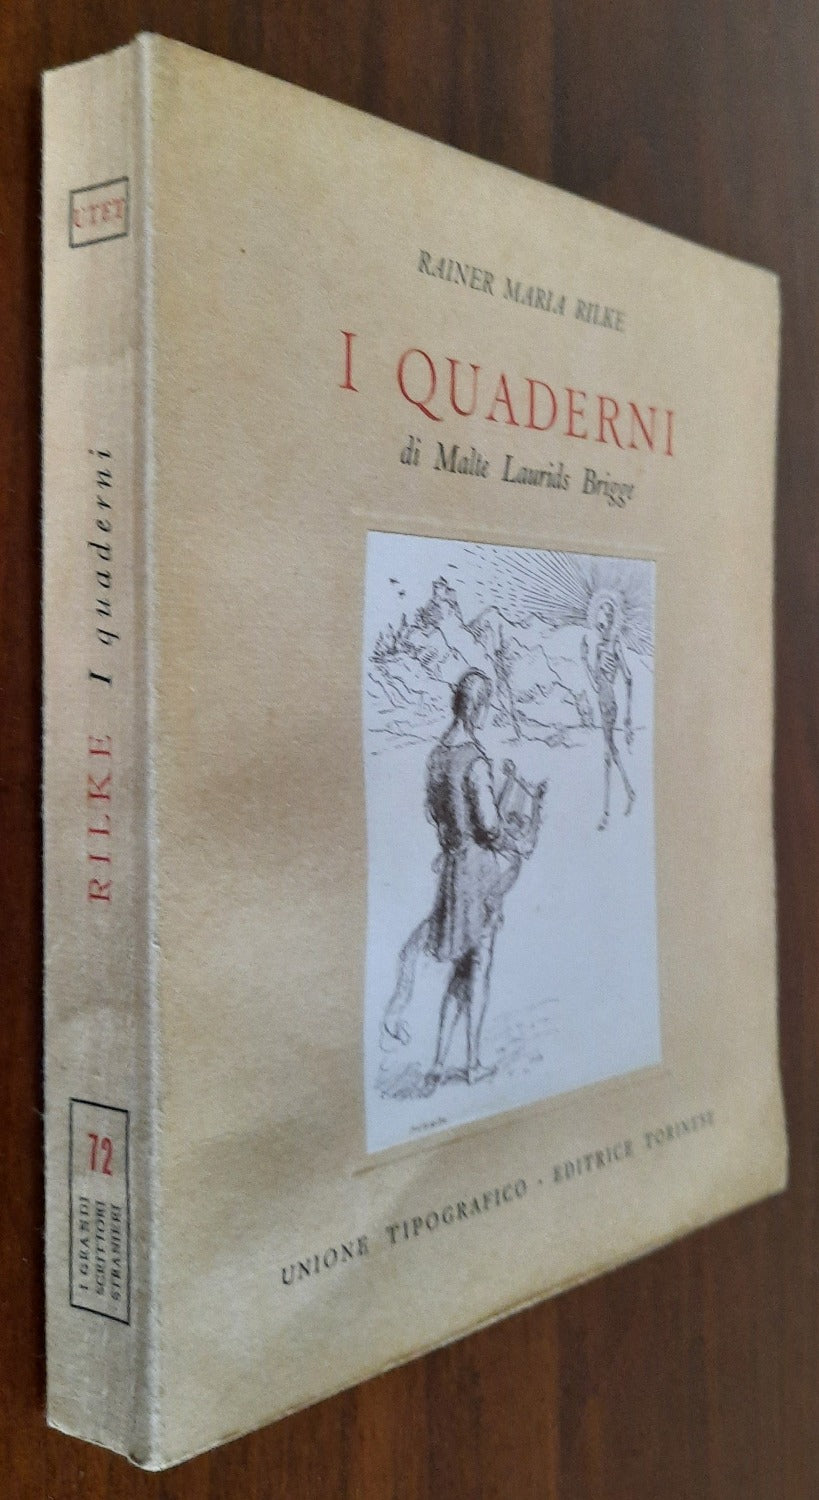 UTET
RILKE I quaderni
72
I GRANDI
SCRITTORI
STRANIERI
RAINER MARIA RILKE
I QUADERNI
di Malte Laurids Brigge
UNIONE TIPOGRAFICO - EDITRICE TORINESE